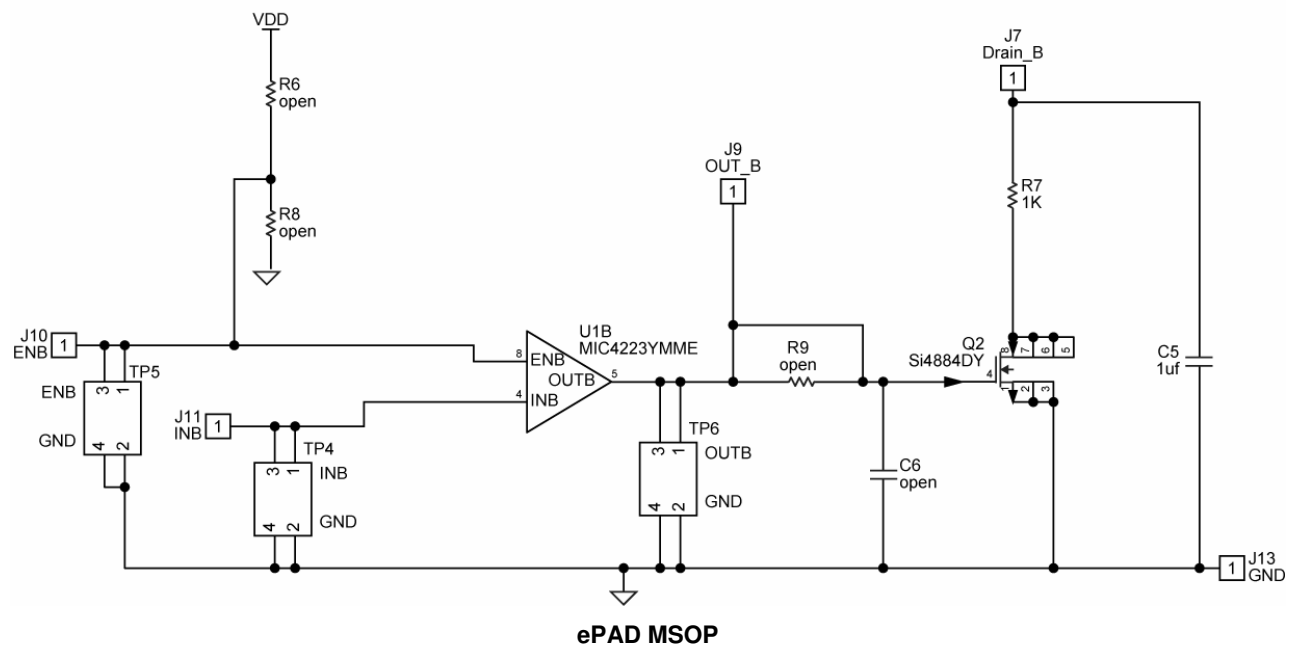 VDD
R6
open
R8
open
J7
Drain_B
1
J9
OUT_B
1
R7
1K
J10
ENB
1
TP5
ENB
3
1
GND
4
2
J11
INB
1
TP4
3
1
INB
GND
4
2
U1B
MIC4223YMME
8
ENB
OUTB
5
4
INB
R9
open
TP6
3
1
OUTB
GND
4
2
C6
open
Q2
Si4884DY
4
8
7
6
5
1
2
3
C5
1uf
1
J13
GND
ePAD MSOP